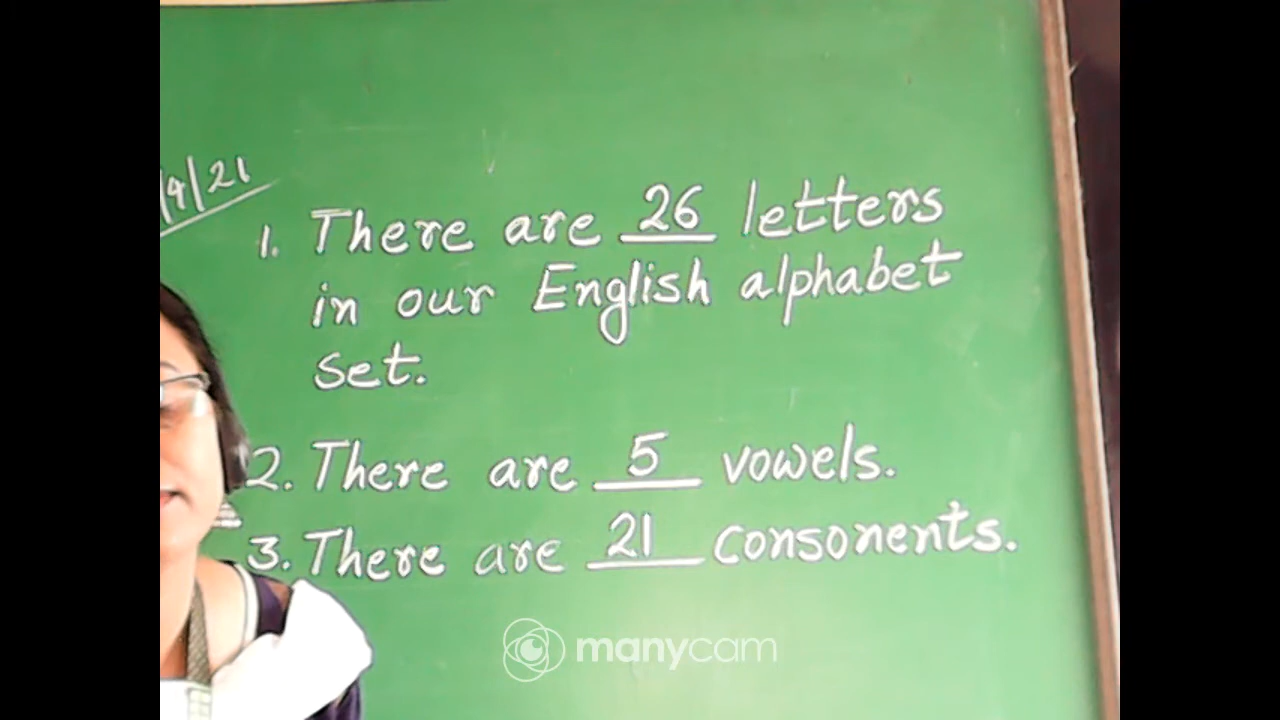 /9/21
1. There are 26 letters
in our English alphabet
set.
2. There are 5 vowels.
3. There are 21 consonents.
manycam